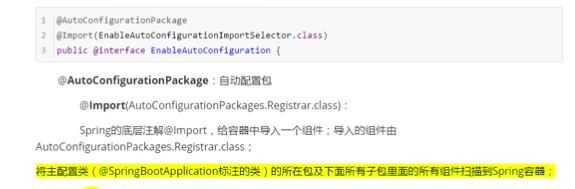 1 @AutoConfigurationPackage
2 @Import(EnableAutoConfigurationImportSelector.class)
3 public @interface EnableAutoConfiguration {
@AutoConfigurationPackage：自动配置包
@Import(AutoConfigurationPackages.Registrar.class)：
Spring的底层注解@Import，给容器中导入一个组件；导入的组件由
AutoConfigurationPackages.Registrar.class；
将主配置类（@SpringBootApplication标注的类）的所在包及下面所有子包里面的所有组件扫描到Spring容器；